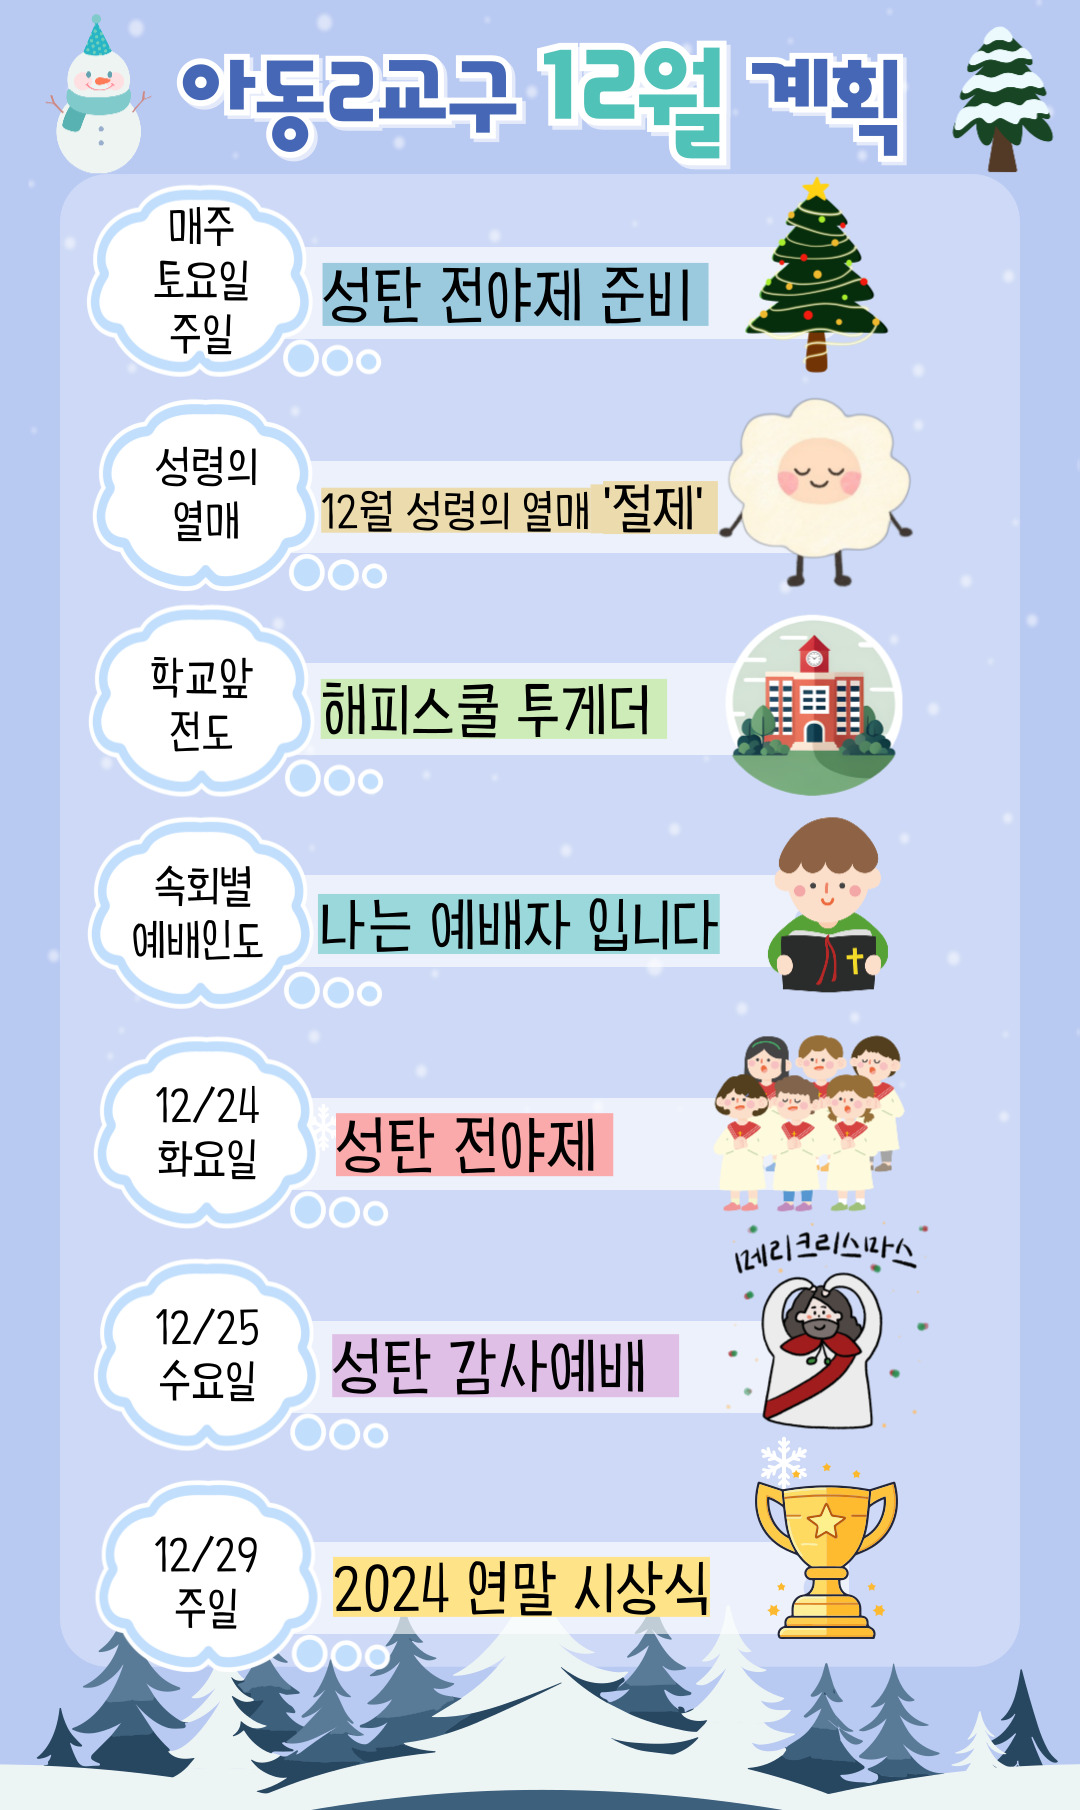 아동2교구 12월 계획
매주
토요일
주일
성탄 전야제 준비
성령의
열매
12월 성령의 열매 '절제'
학교앞
전도
해피스쿨 투게더
속회별
예배인도
나는 예배자 입니다
12/24
화요일
성탄 전야제
메리크리스마스
12/25
수요일
성탄 감사예배
12/29
주일
2024 연말 시상식